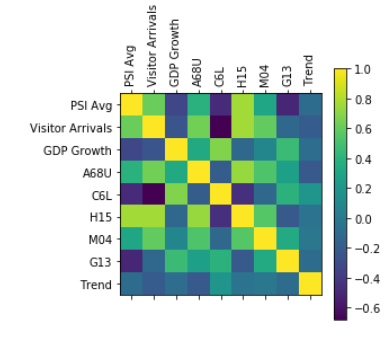 PSI Avg
Visitor Arrivals
GDP Growth
A68U
C6L
H15
M04
G13
Trend
PSI Avg
Visitor Arrivals
GDP Growth
A68U
C6L
H15
M04
G13
Trend
1.0
0.8
0.6
0.4
0.2
0.0
−0.2
−0.4
−0.6